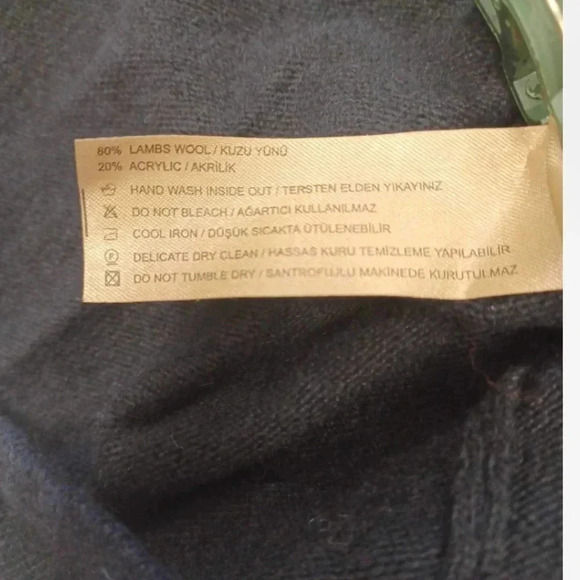 80% LAMBS WOOL / KUZU YÜNÜ
20% ACRYLIC / AKRİLİK
HAND WASH INSIDE OUT / TERSTEN ELDEN YIKAYINIZ
DO NOT BLEACH / AĞARTICI KULLANILMAZ
COOL IRON / DÜŞÜK SICAKTA ÜTÜLENEBİLİR
DELICATE DRY CLEAN / HASSAS KURU TEMİZLEME YAPILABİLİR
DO NOT TUMBLE DRY / SANTROFUJLU MAKİNEDE KURUTULMAZ